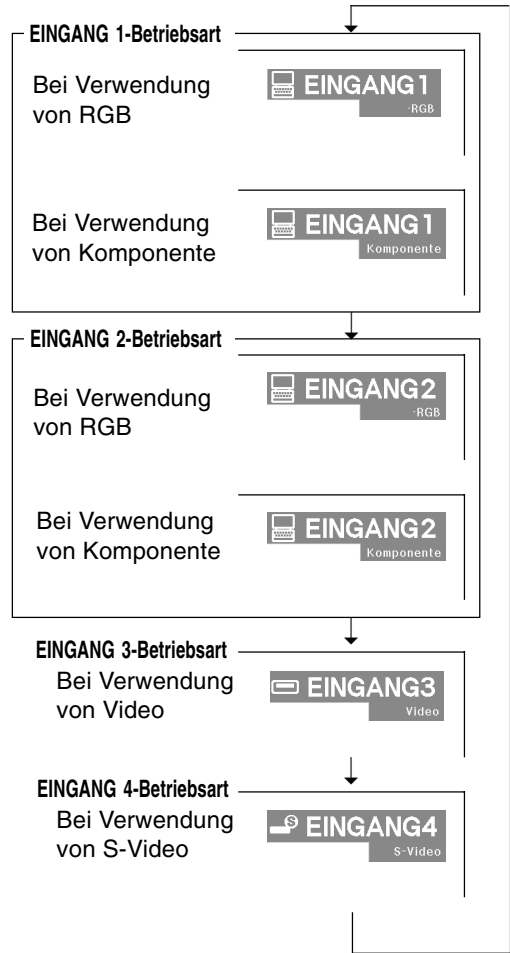 EINGANG 1-Betriebsart
Bei Verwendung
von RGB
EINGANG1
-RGB
Bei Verwendung
von Komponente
EINGANG1
Komponente
EINGANG 2-Betriebsart
Bei Verwendung
von RGB
EINGANG2
-RGB
Bei Verwendung
von Komponente
EINGANG2
Komponente
EINGANG 3-Betriebsart
Bei Verwendung
von Video
EINGANG3
Video
EINGANG 4-Betriebsart
Bei Verwendung
von S-Video
S
EINGANG4
S-Video